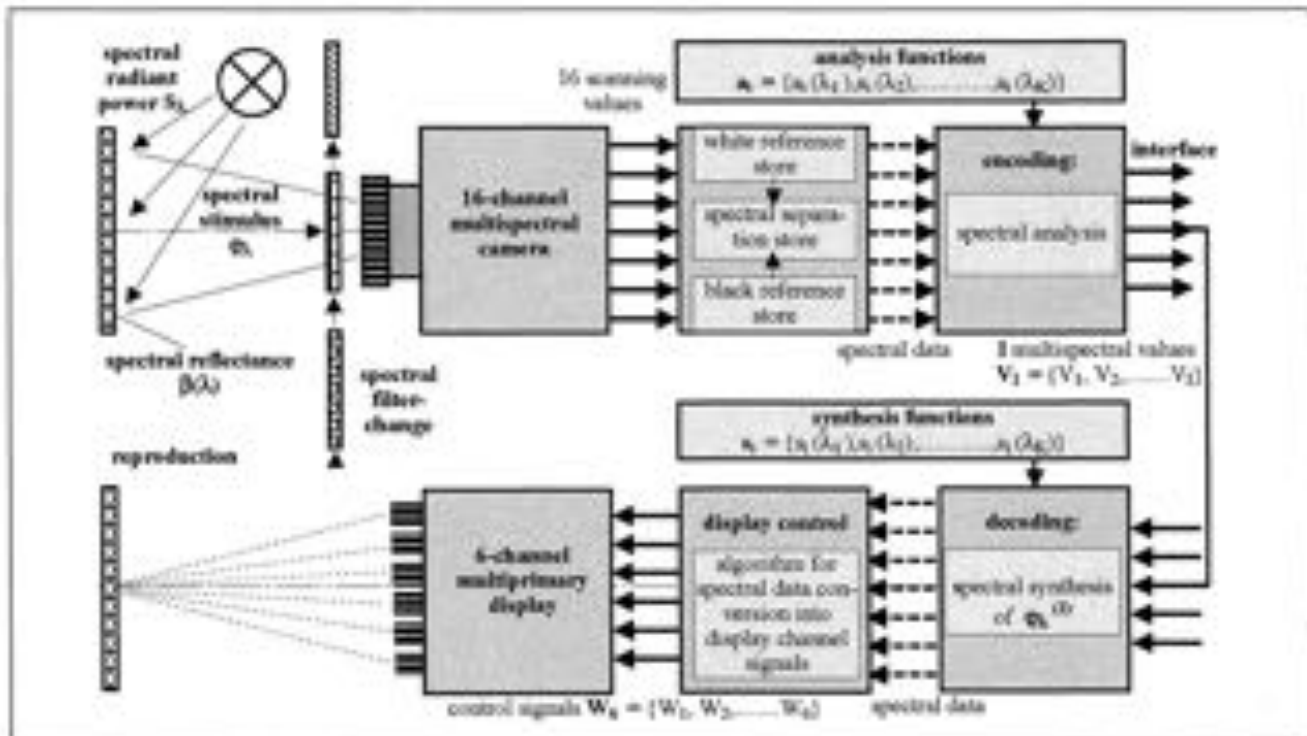 spectral
radiant
power S
analysis functions
16 scanning
values
white reference
store
encoding:
interface
spectral
stimulus
16-channel
multispectral
camera
spectral separa-
tion store
spectral analysis
black reference
store
spectral reflectance
β(λ)
spectral
filter-
change
spectral data
multispectral values
synthesis functions
reproduction
6-channel
multiprimary
display
display control
algorithm for
spectral data con-
version into
display channel
signals
decoding:
spectral synthesis
of
control signals
spectral data